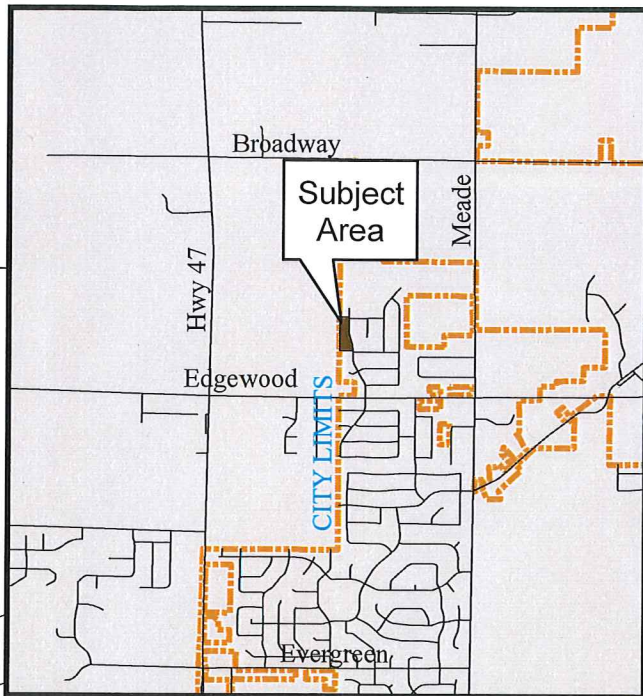 Broadway
Subject
Area
Meade
Hwy 47
Edgewood
CITY LIMITS
Evergreen